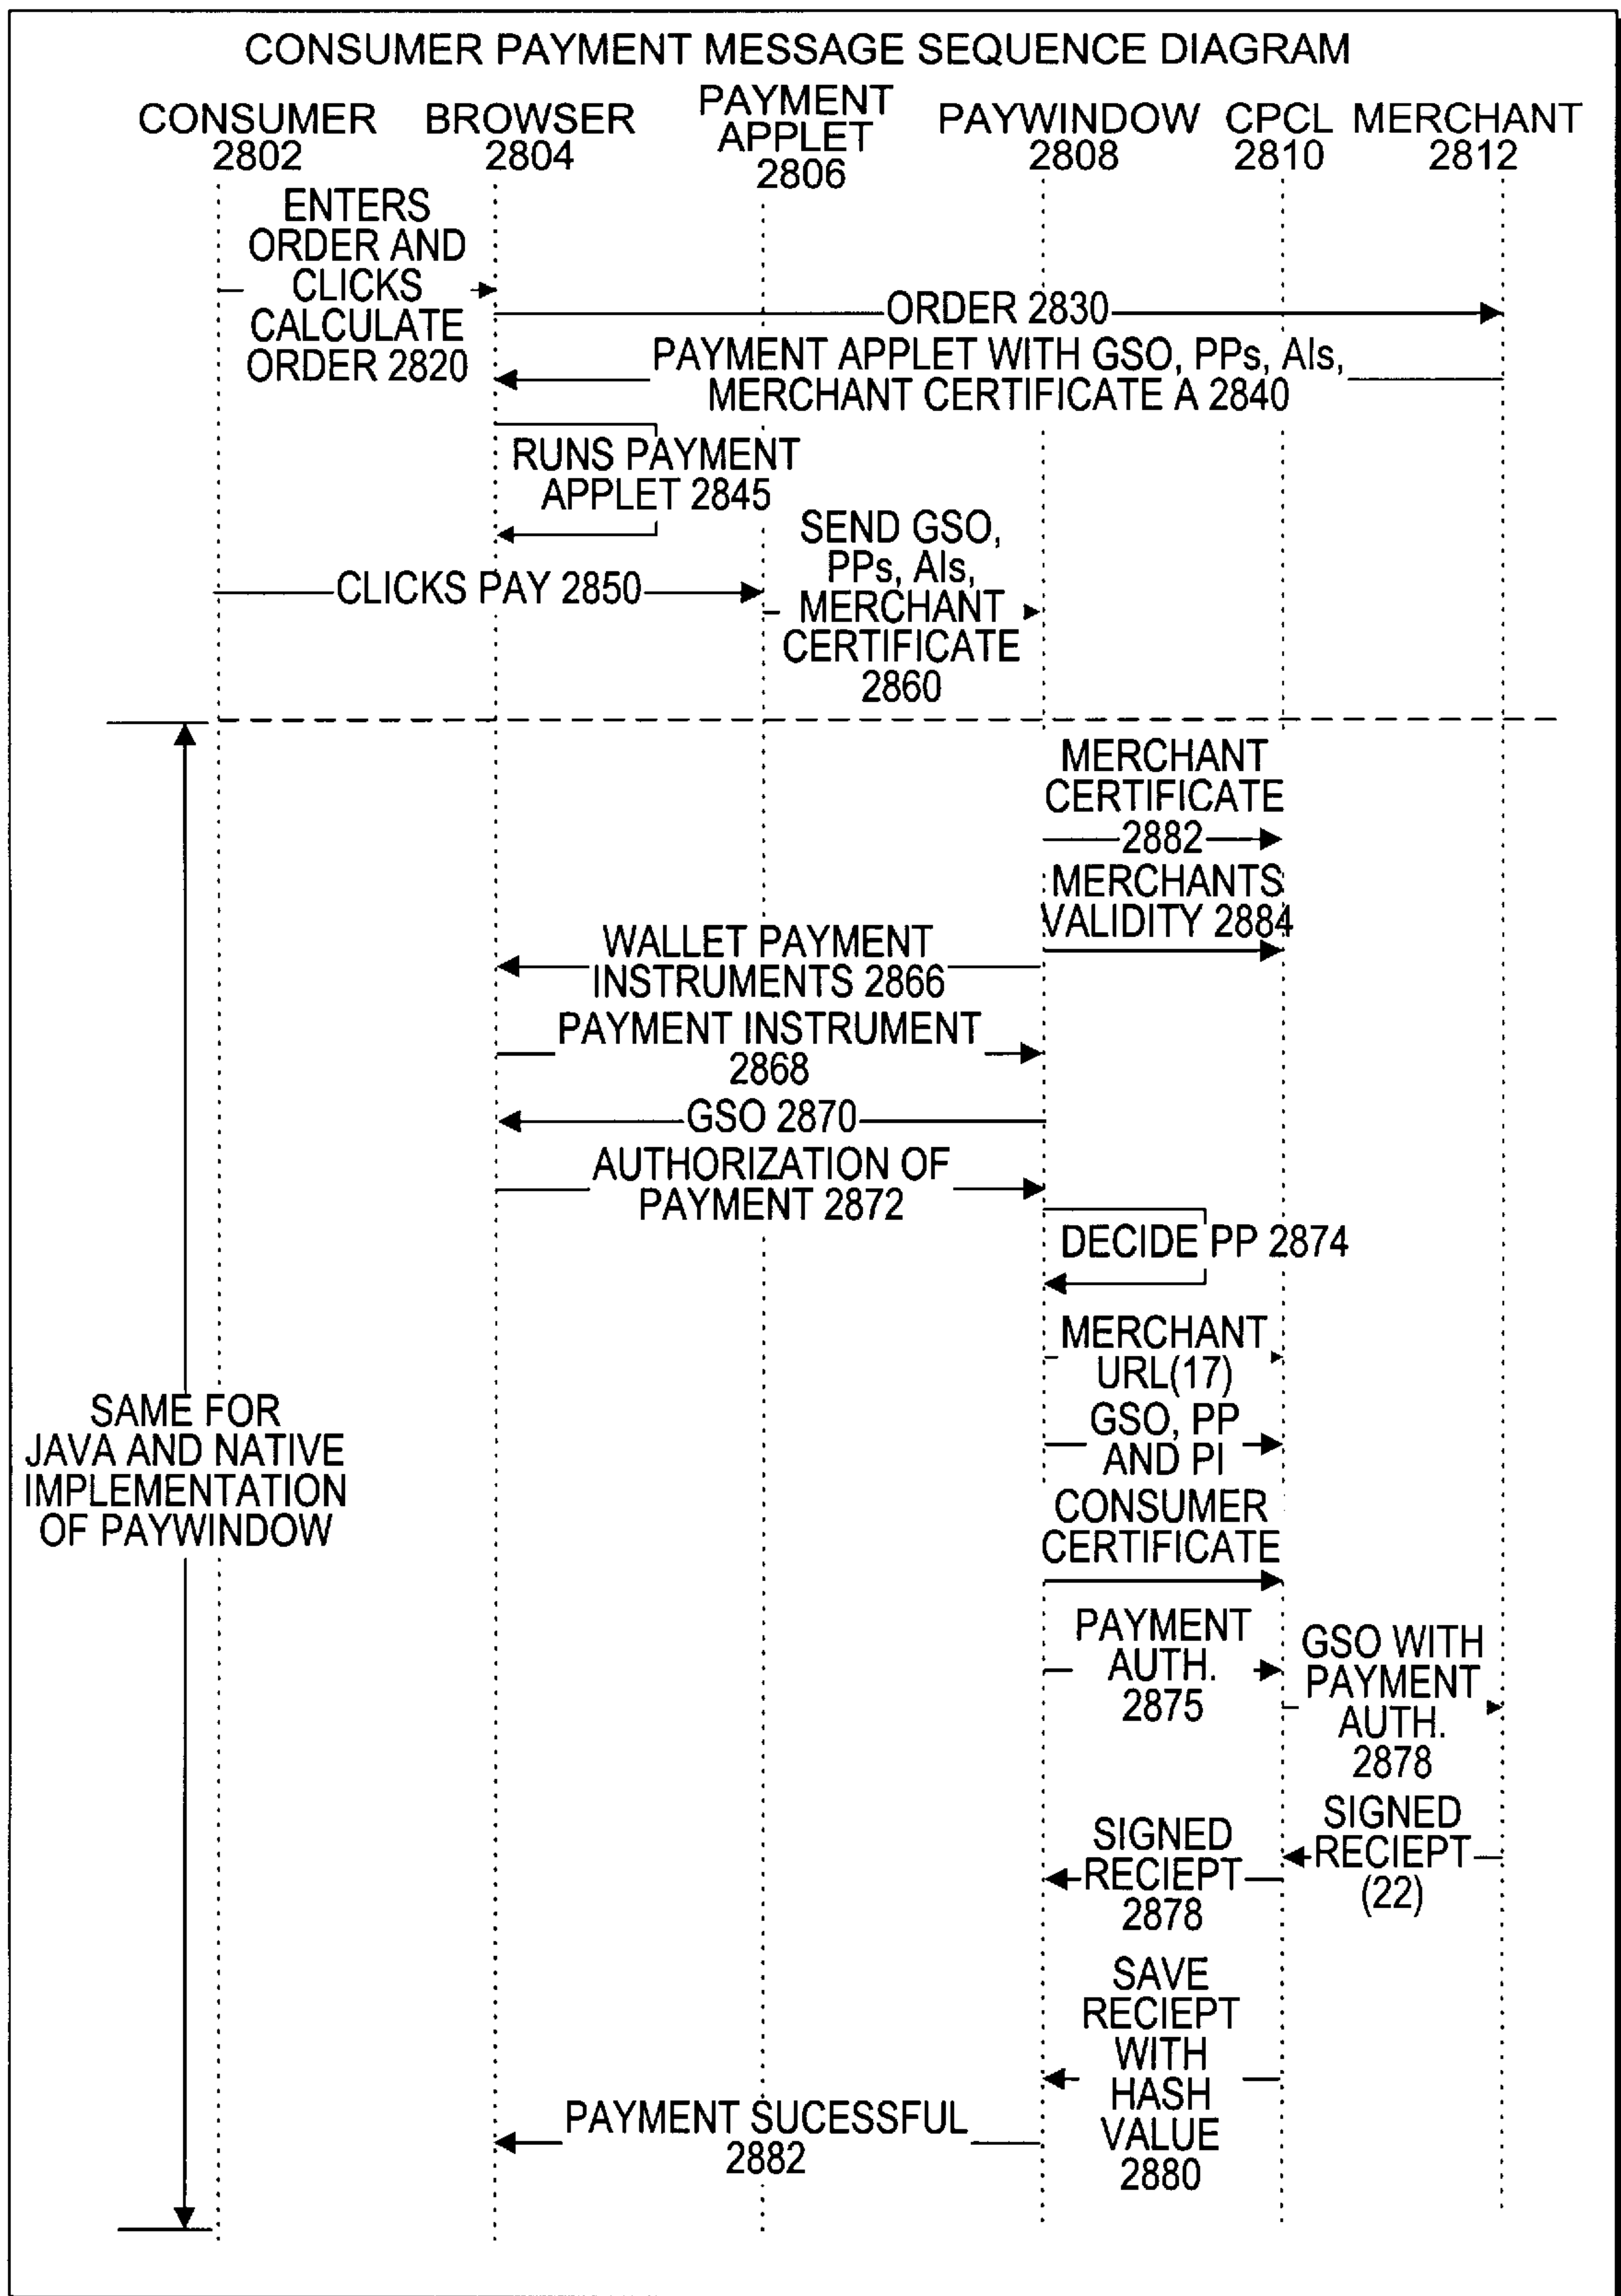 CONSUMER PAYMENT MESSAGE SEQUENCE DIAGRAM
CONSUMER
2802
BROWSER
2804
PAYMENT
APPLET
2806
PAYWINDOW
2808
CPCL
2810
MERCHANT
2812
ENTERS
ORDER AND
CLICKS
CALCULATE
ORDER 2820
ORDER 2830
PAYMENT APPLET WITH GSO, PPs, AIs,
MERCHANT CERTIFICATE A 2840
RUNS PAYMENT
APPLET 2845
CLICKS PAY 2850
SEND GSO,
PPs, AIs,
MERCHANT
CERTIFICATE
2860
MERCHANT
CERTIFICATE
2882
MERCHANTS
VALIDITY 2884
WALLET PAYMENT
INSTRUMENTS 2866
PAYMENT INSTRUMENT
2868
GSO 2870
AUTHORIZATION OF
PAYMENT 2872
DECIDE PP 2874
MERCHANT
URL(17)
GSO, PP
AND PI
SAME FOR
JAVA AND NATIVE
IMPLEMENTATION
OF PAYWINDOW
CONSUMER
CERTIFICATE
PAYMENT
AUTH.
2875
GSO WITH
PAYMENT
AUTH.
2878
SIGNED
RECIEPT
(22)
SIGNED
RECIEPT
2878
SAVE
RECIEPT
WITH
HASH
VALUE
2880
PAYMENT SUCESSFUL
2882